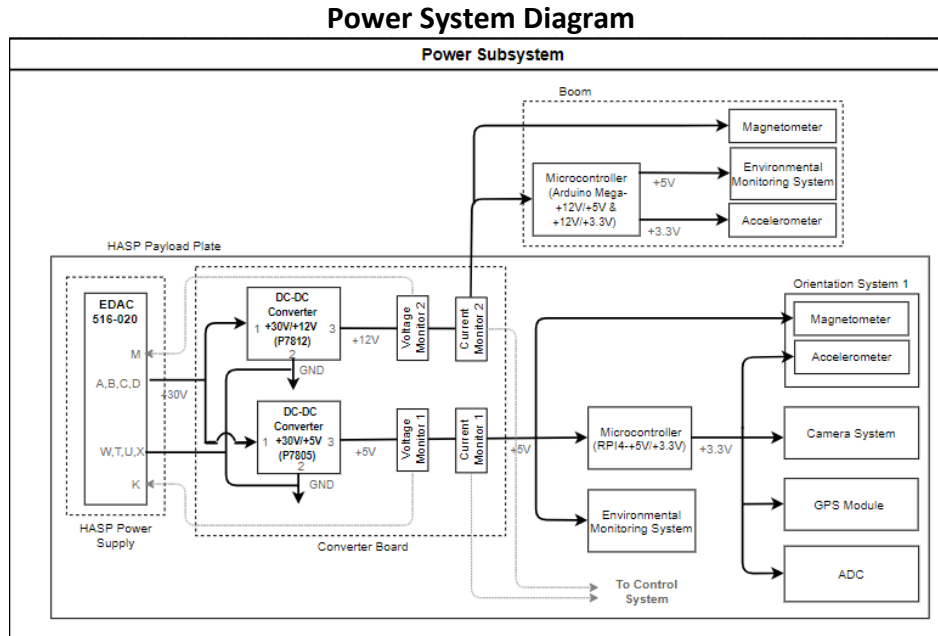 Power System Diagram
Power Subsystem
Boom
Magnetometer
Microcontroller
(Arduino Mega-
+12V/+5V &
+12V/+3.3V)
+5V
Environmental
Monitoring System
+3.3V
Accelerometer
HASP Payload Plate
EDAC
516-020
M
A,B,C,D
+30V
W,T,U,X
K
HASP Power
Supply
DC-DC
Converter
+30V/+12V
(P7812)
1
3
2
GND
+12V
Voltage
Monitor 2
Current
Monitor 2
DC-DC
Converter
+30V/+5V
(P7805)
1
3
2
GND
+5V
Voltage
Monitor 1
Current
Monitor 1
+5V
Converter Board
Orientation System 1
Magnetometer
Accelerometer
Microcontroller
(RPI4-+5V/+3.3V)
+3.3V
Camera System
GPS Module
ADC
Environmental
Monitoring System
To Control
System